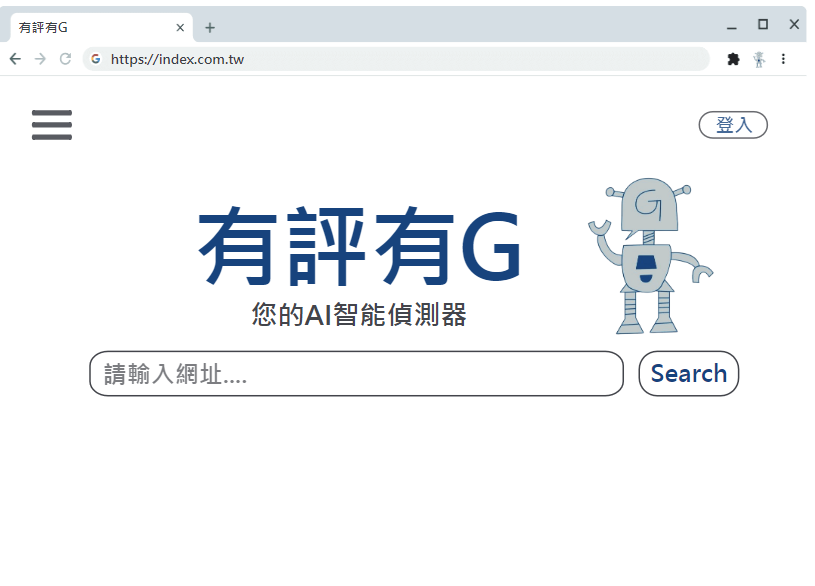 有評有G
https://index.com.tw
登入
G
有評有G
您的AI智能偵測器
請輸入網址....
Search